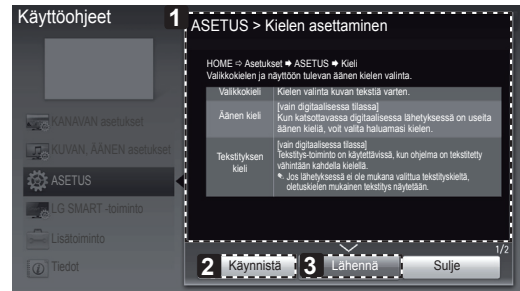 Käyttöohjeet
1
ASETUS > Kielen asettaminen
HOME ⇨ Asetukset ➡ ASETUS ➡ Kieli
Valikkokielen ja näyttöön tulevan äänen kielen valinta.
Valikkokieli Kielen valinta kuvan tekstiä varten.
Äänen kieli
[vain digitaalisessa tilassa]
Kun katsottavassa digitaalisessa lähetyksessä on useita
äänen kieliä, voit valita haluamasi kielen.
Tekstityksen
kieli
[vain digitaalisessa tilassa]
Tekstitys-toiminto on käytettävissä, kun ohjelma on tekstitetty
vähintään kahdella kielellä.
Jos lähetyksessä ei ole mukana valittua tekstityskieltä,
oletuskielen mukainen tekstitys näytetään.
KANAVAN asetukset
KUVAN, ÄÄNEN asetukset
ASETUS
LG SMART -toiminto
Lisätoiminto
Tiedot
1/2
2 Käynnistä
3 Lähennä
Sulje